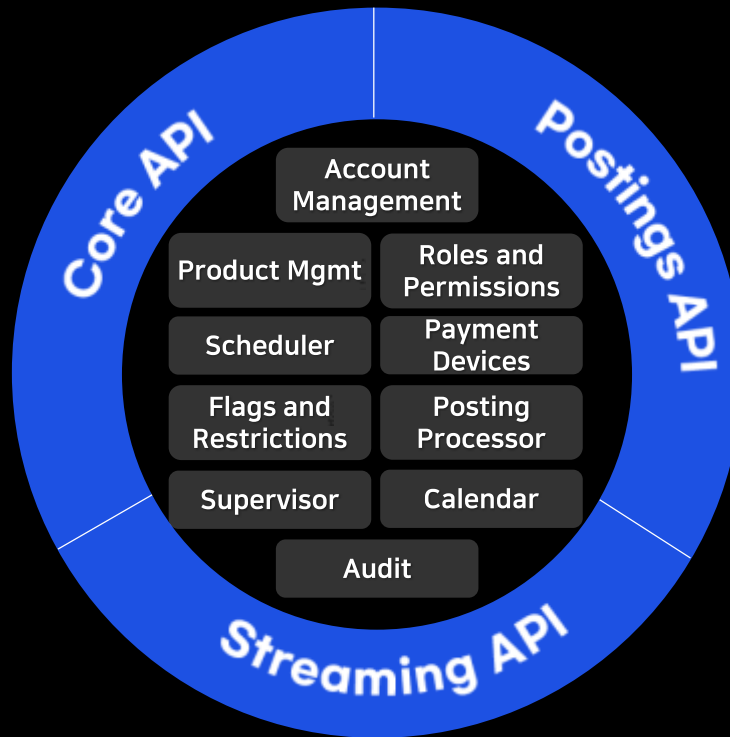 Core API
Postings API
Account
Management
Product Mgmt
Roles and
Permissions
Scheduler
Payment
Devices
Flags and
Restrictions
Posting
Processor
Supervisor
Calendar
Audit
Streaming API